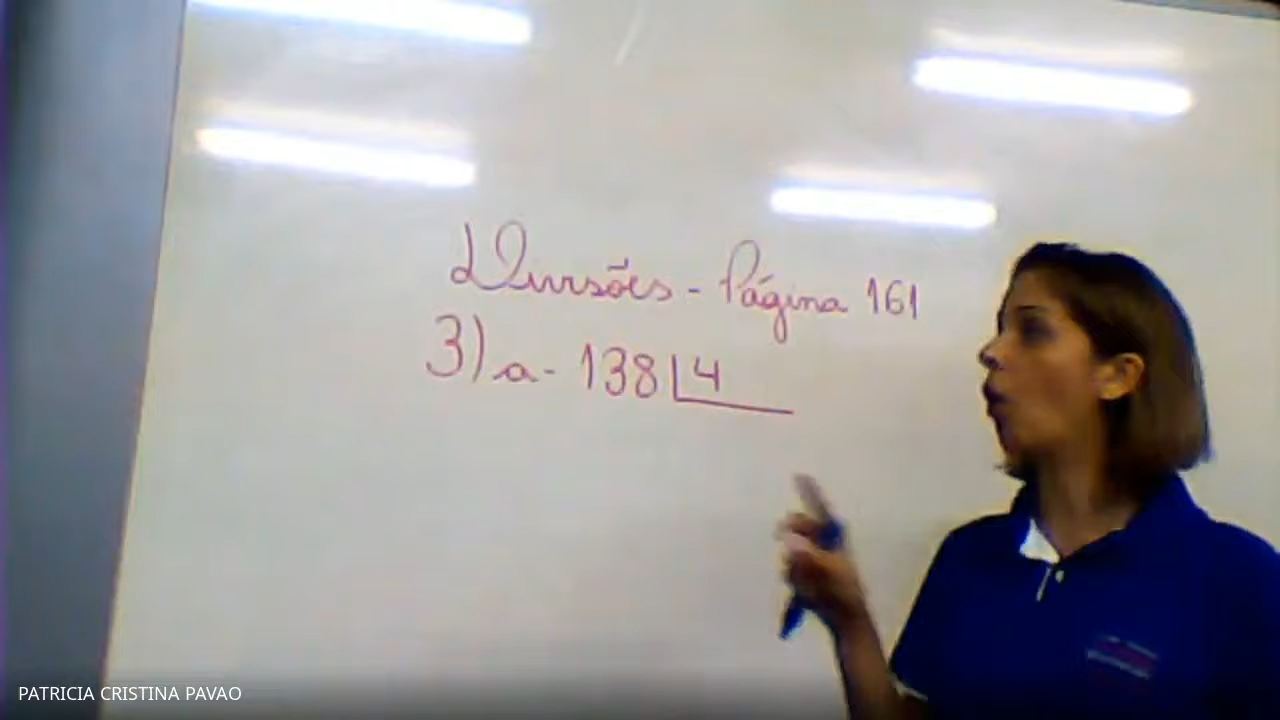 Divisões - Página 161
3) a - 138 4
PATRICIA CRISTINA PAVAO